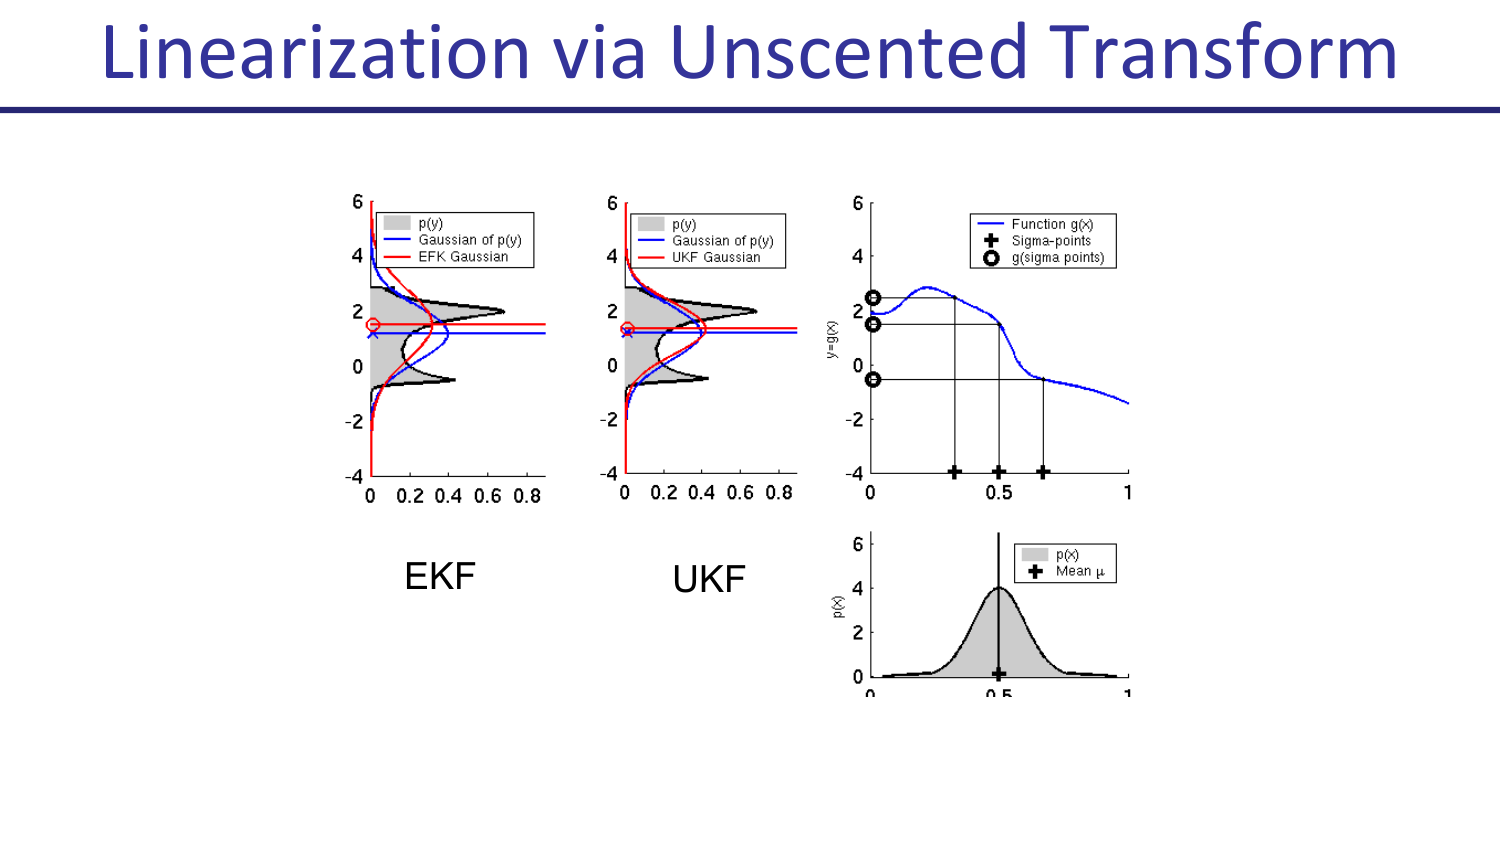 Linearization via Unscented Transform
6
4
2
0
-2
-4
0 0.2 0.4 0.6 0.8
p(y)
Gaussian of p(y)
EFK Gaussian
EKF
6
4
2
0
-2
-4
0 0.2 0.4 0.6 0.8
p(y)
Gaussian of p(y)
UKF Gaussian
UKF
y=g(x)
6
4
2
0
-2
-4
0 0.5 1
Function g(x)
Sigma-points
g(sigma points)
p(x)
6
4
2
0
0 0.5 1
p(x)
Mean μ